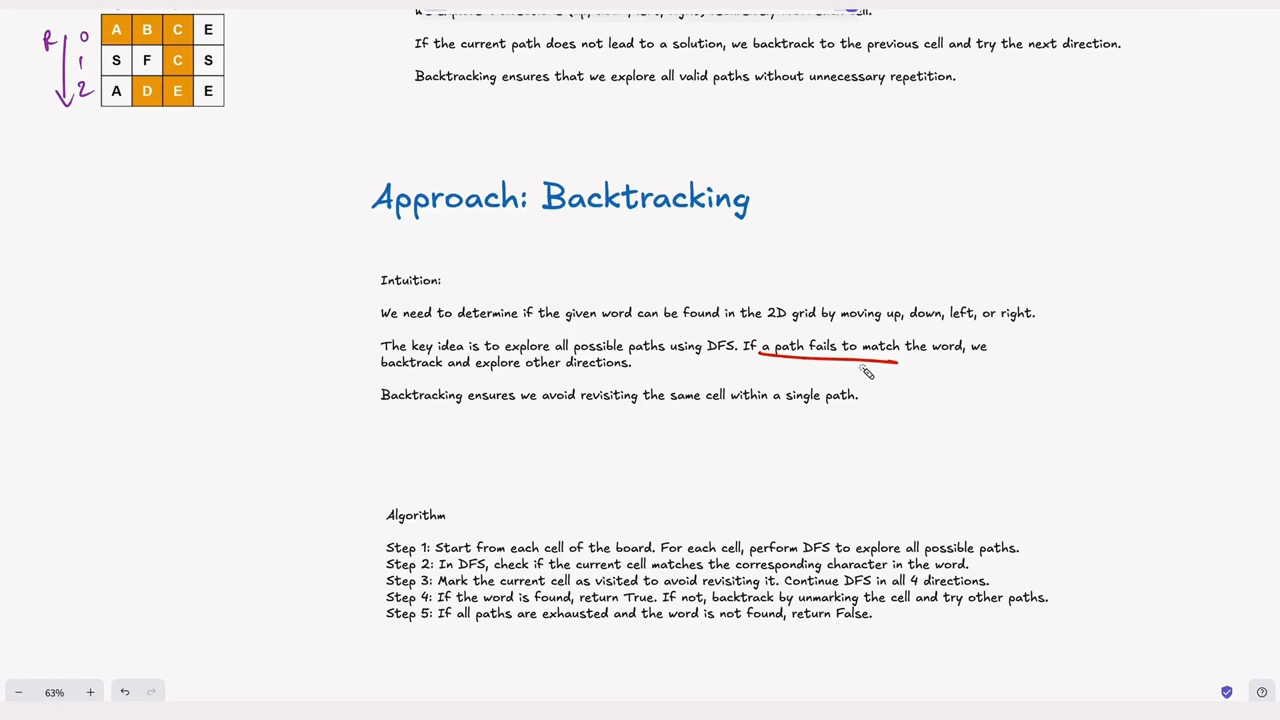 R 0 A B C E
1 S F C S
2 A D E E
If the current path does not lead to a solution, we backtrack to the previous cell and try the next direction.
Backtracking ensures that we explore all valid paths without unnecessary repetition.
Approach: Backtracking
Intuition:
We need to determine if the given word can be found in the 2D grid by moving up, down, left, or right.
The key idea is to explore all possible paths using DFS. If a path fails to match the word, we
backtrack and explore other directions.
Backtracking ensures we avoid revisiting the same cell within a single path.
Algorithm
Step 1: Start from each cell of the board. For each cell, perform DFS to explore all possible paths.
Step 2: In DFS, check if the current cell matches the corresponding character in the word.
Step 3: Mark the current cell as visited to avoid revisiting it. Continue DFS in all 4 directions.
Step 4: If the word is found, return True. If not, backtrack by unmarking the cell and try other paths.
Step 5: If all paths are exhausted and the word is not found, return False.
63%